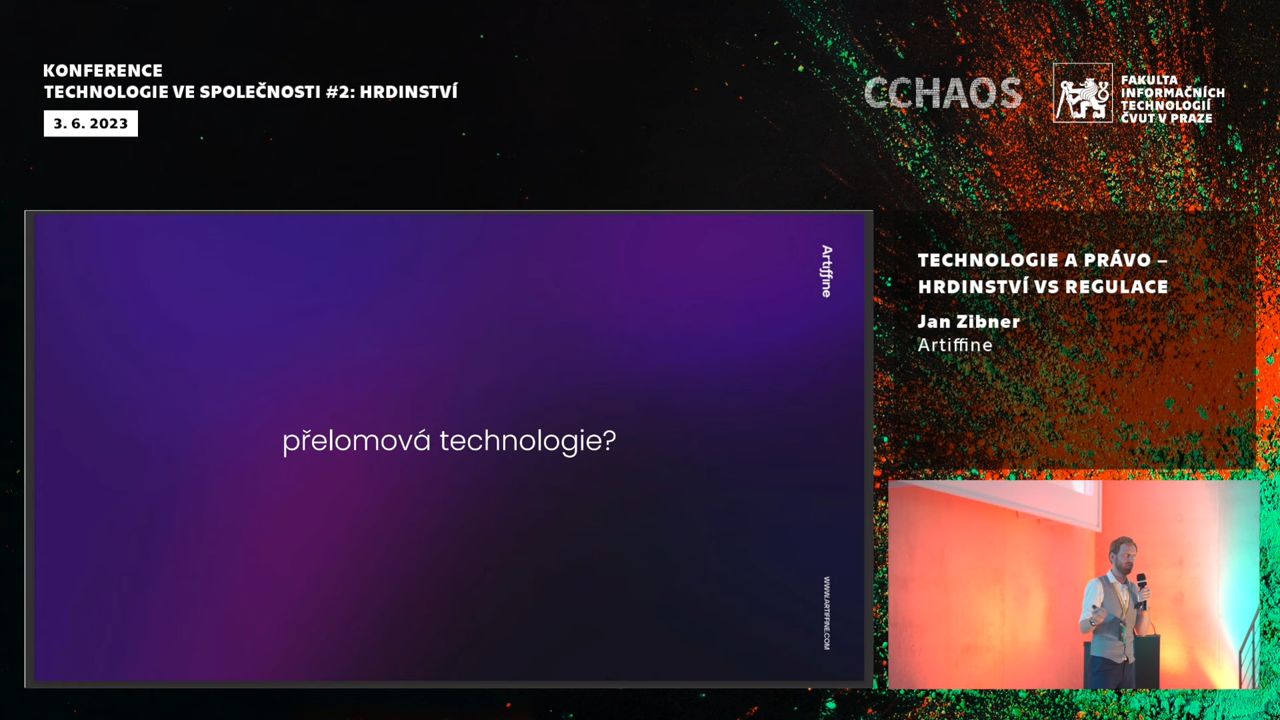 KONFERENCE
TECHNOLOGIE VE SPOLEČNOSTI #2: HRDINSTVÍ
3. 6. 2023
CCHAOS
FAKULTA
INFORMAČNÍCH
TECHNOLOGIÍ
ČVUT V PRAZE
Artiffine
přelomová technologie?
WWW.ARTIFFINE.COM
TECHNOLOGIE A PRÁVO –
HRDINSTVÍ VS REGULACE
Jan Zibner
Artiffine